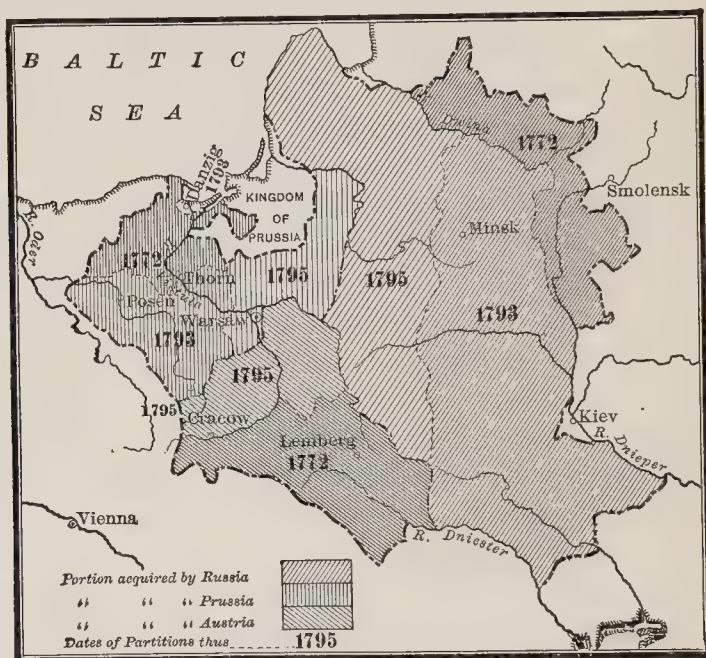 BALTIC
SEA
Danzig
1793
KINGDOM
OF
PRUSSIA
Dwina
1772
Smolensk
R. Oder
Minsk
1772
Thorn
1795
1795
Posen
Vistula
Warsaw
1793
1793
1795
1795
Cracow
Kiev
R. Dnieper
Lemberg
1772
Vienna
R. Dniester
Portion acquired by Russia
" " " Prussia
" " " Austria
Dates of Partitions thus 1795